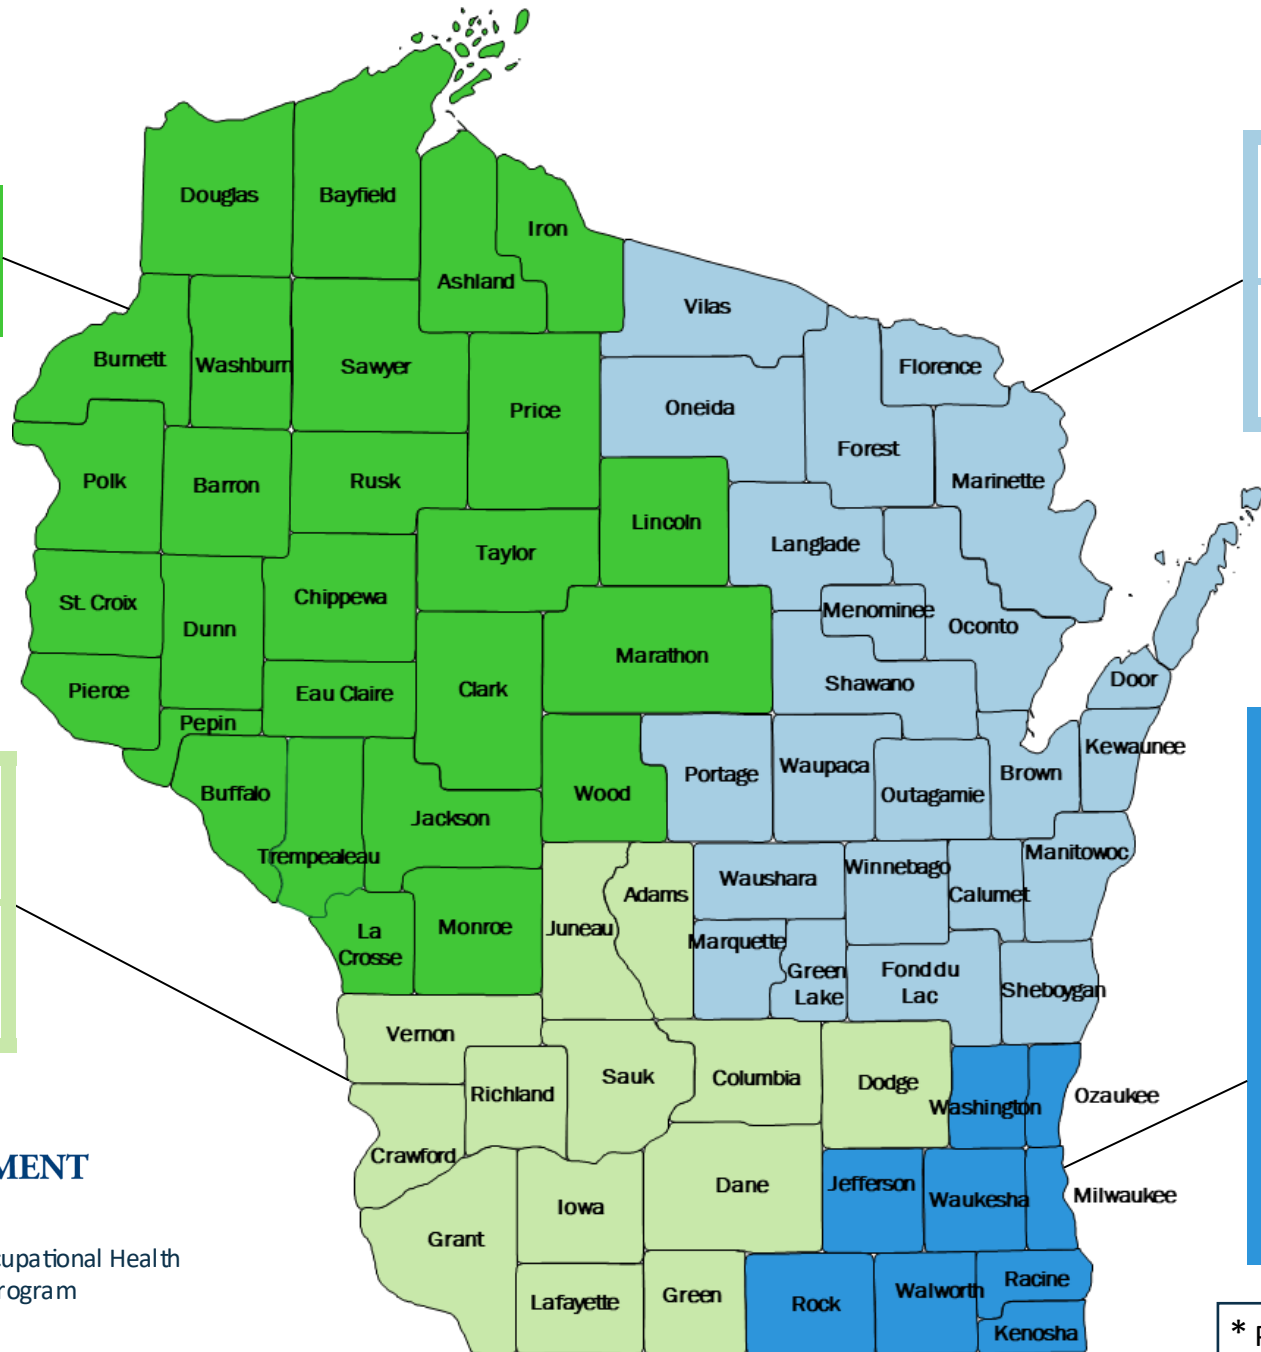 Douglas
Bayfield
Iron
Ashland
Vilas
Burnett
Washburn
Sawyer
Florence
Price
Oneida
Forest
Polk
Barron
Rusk
Marinette
Lincoln
Taylor
Langlade
St. Croix
Chippewa
Menominee
Dunn
Oconto
Marathon
Pierce
Eau Claire
Clark
Shawano
Door
Pepin
Kewaunee
Buffalo
Wood
Portage
Waupaca
Brown
Outagamie
Jackson
Trempealeau
Manitowoc
Waushara
Winnebago
Adams
Calumet
La
Crosse
Monroe
Juneau
Marquette
Green
Lake
Fond du
Lac
Sheboygan
Vernon
Richland
Sauk
Columbia
Dodge
Washington
Ozaukee
Crawford
MENT
Dane
Jefferson
Waukesha
Milwaukee
Iowa
Grant
cupational Health
rogram
Lafayette
Green
Rock
Walworth
Racine
Kenosha
*